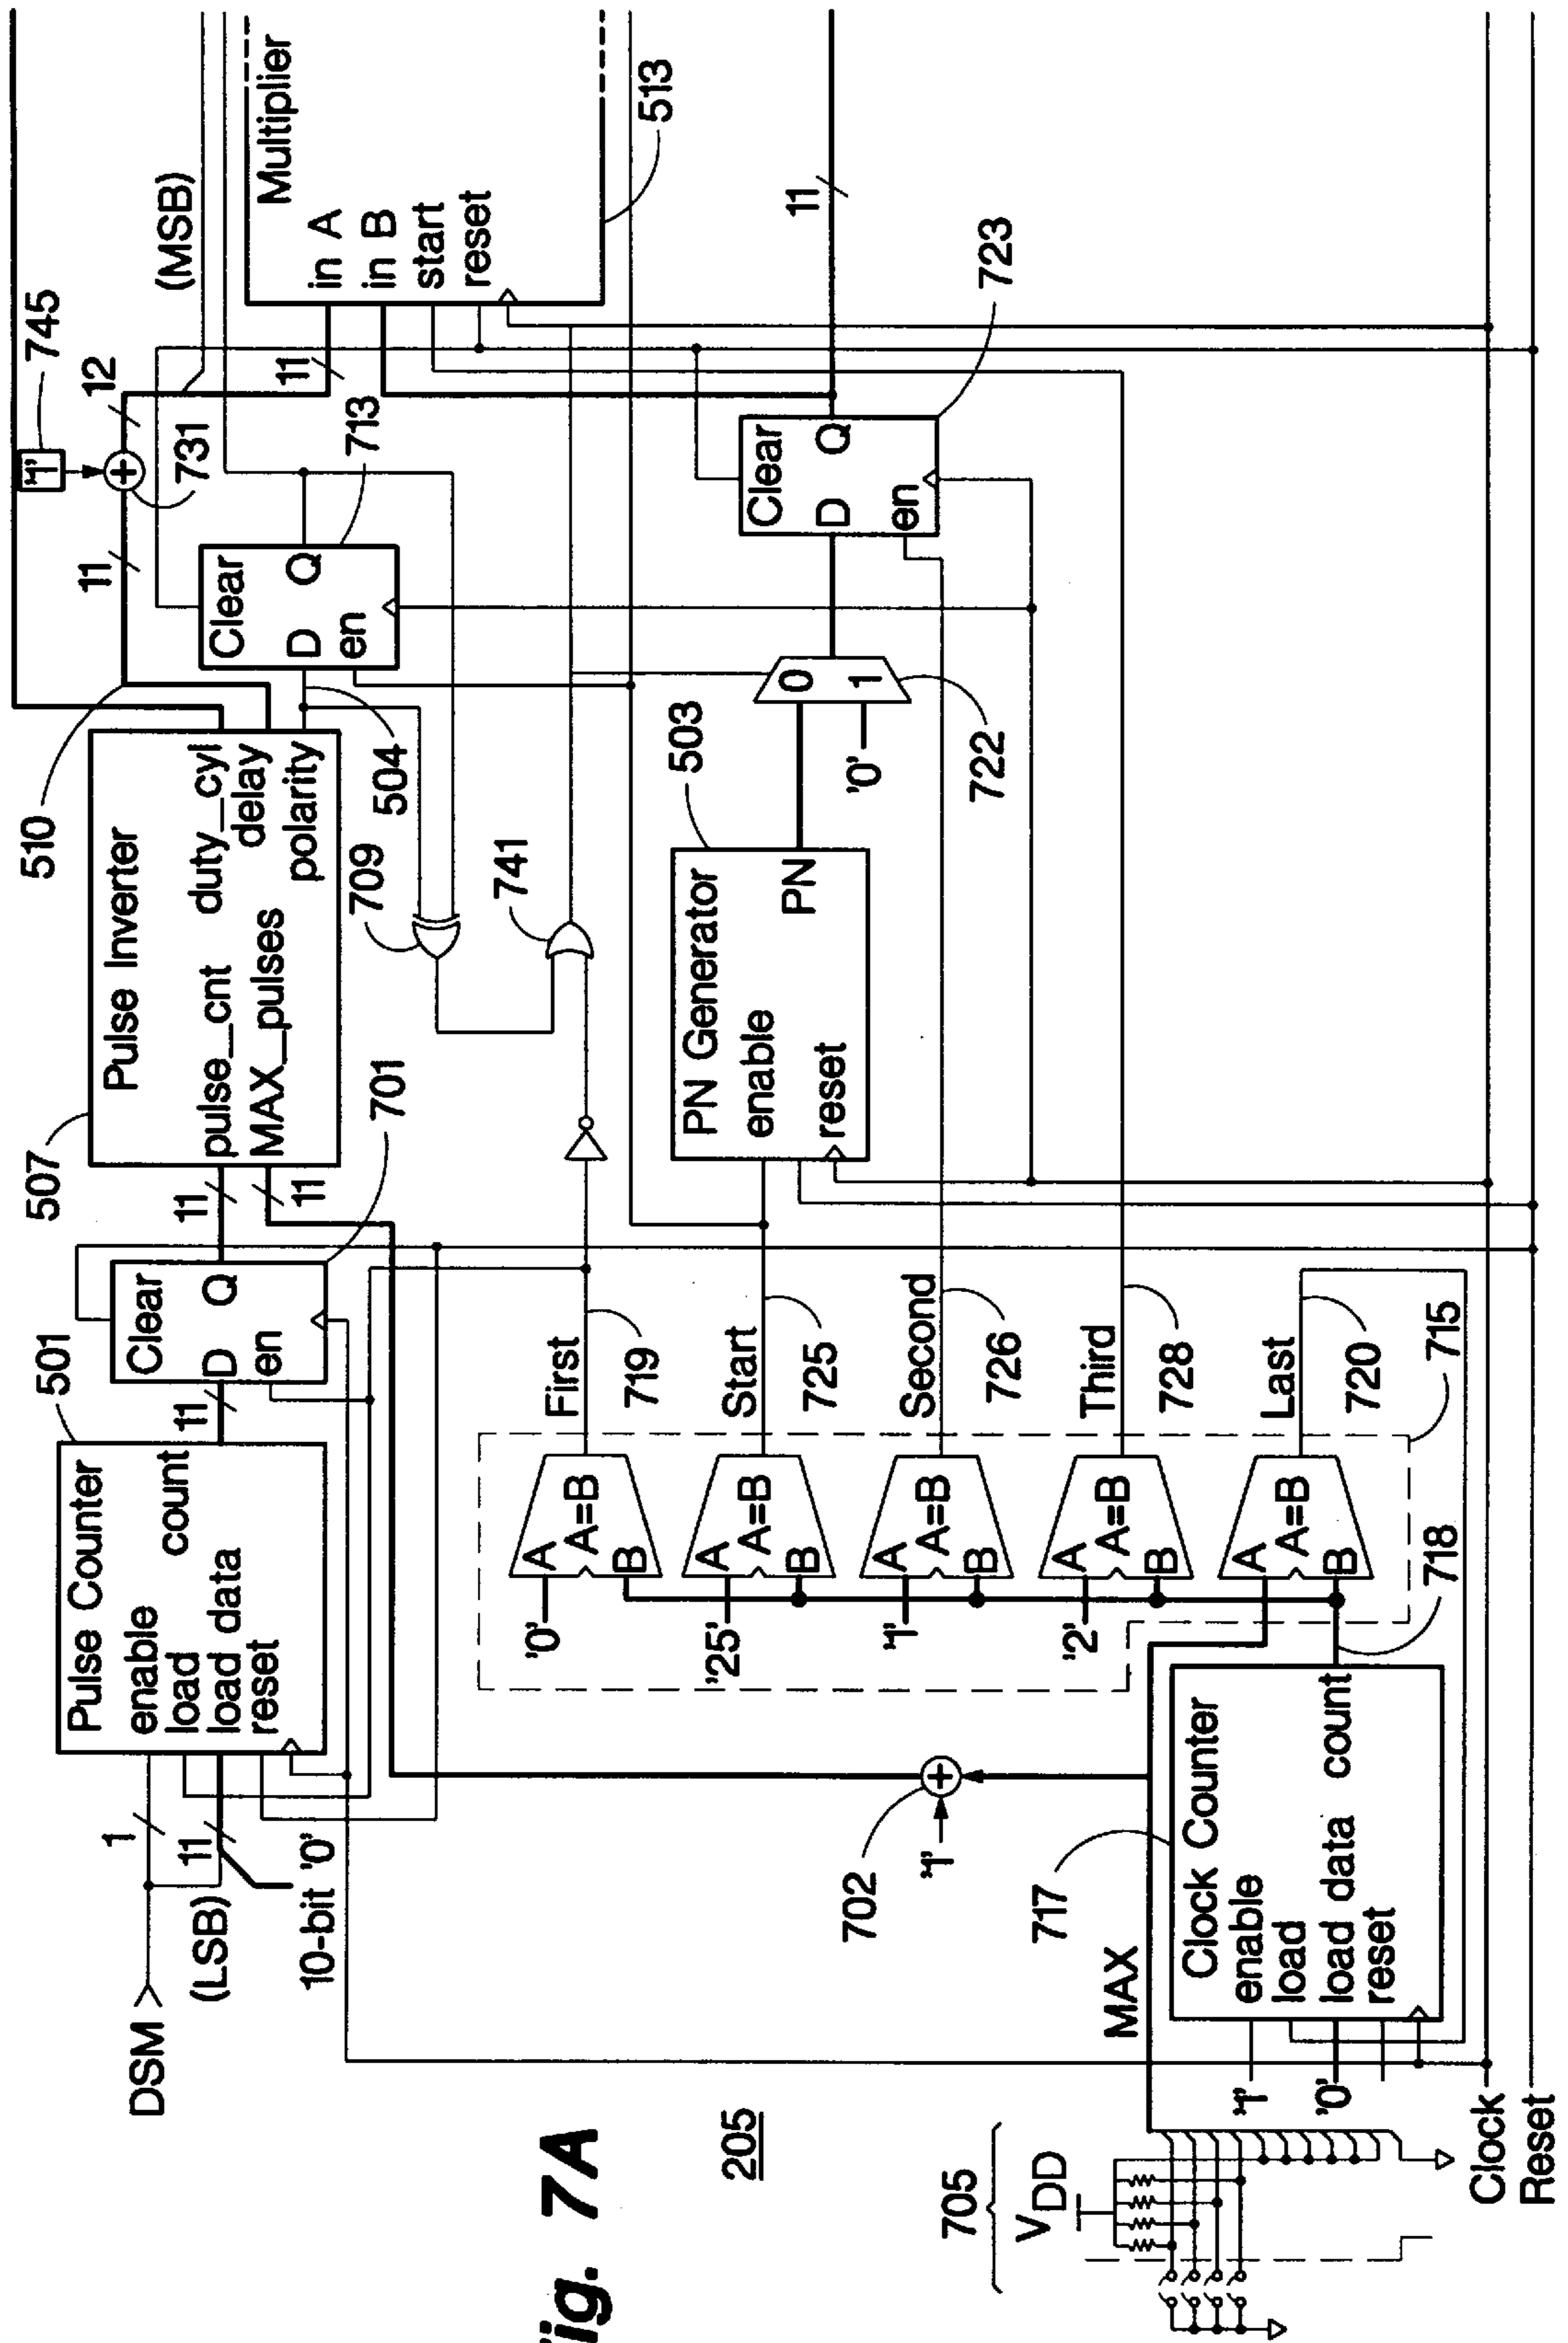 745
'1'
(MSB)
12
731
11
11
Multiplier
in A
in B
start
reset
513
510
Pulse Inverter
pulse_cnt
duty_cyl
MAX_pulses
delay
polarity
507
11
11
504
Clear
D
Q
en
713
709
741
701
501
Pulse Counter
enable
count
load
load data
reset
11
Clear
D
Q
en
DSM
1
11
(LSB)
10-bit '0'
503
PN Generator
enable
PN
reset
0
1
'0'
722
Clear
D
Q
en
723
11
First
719
Start
725
Second
726
Third
728
Last
720
715
A
A=B
B
'0'
A
A=B
B
'25'
A
A=B
B
'1'
A
A=B
B
'2'
A
A=B
B
718
702
'1'
717
MAX
Clock Counter
enable
load
load data
count
reset
'1'
'0'
Clock
Reset
705
VDD
205
Fig. 7A